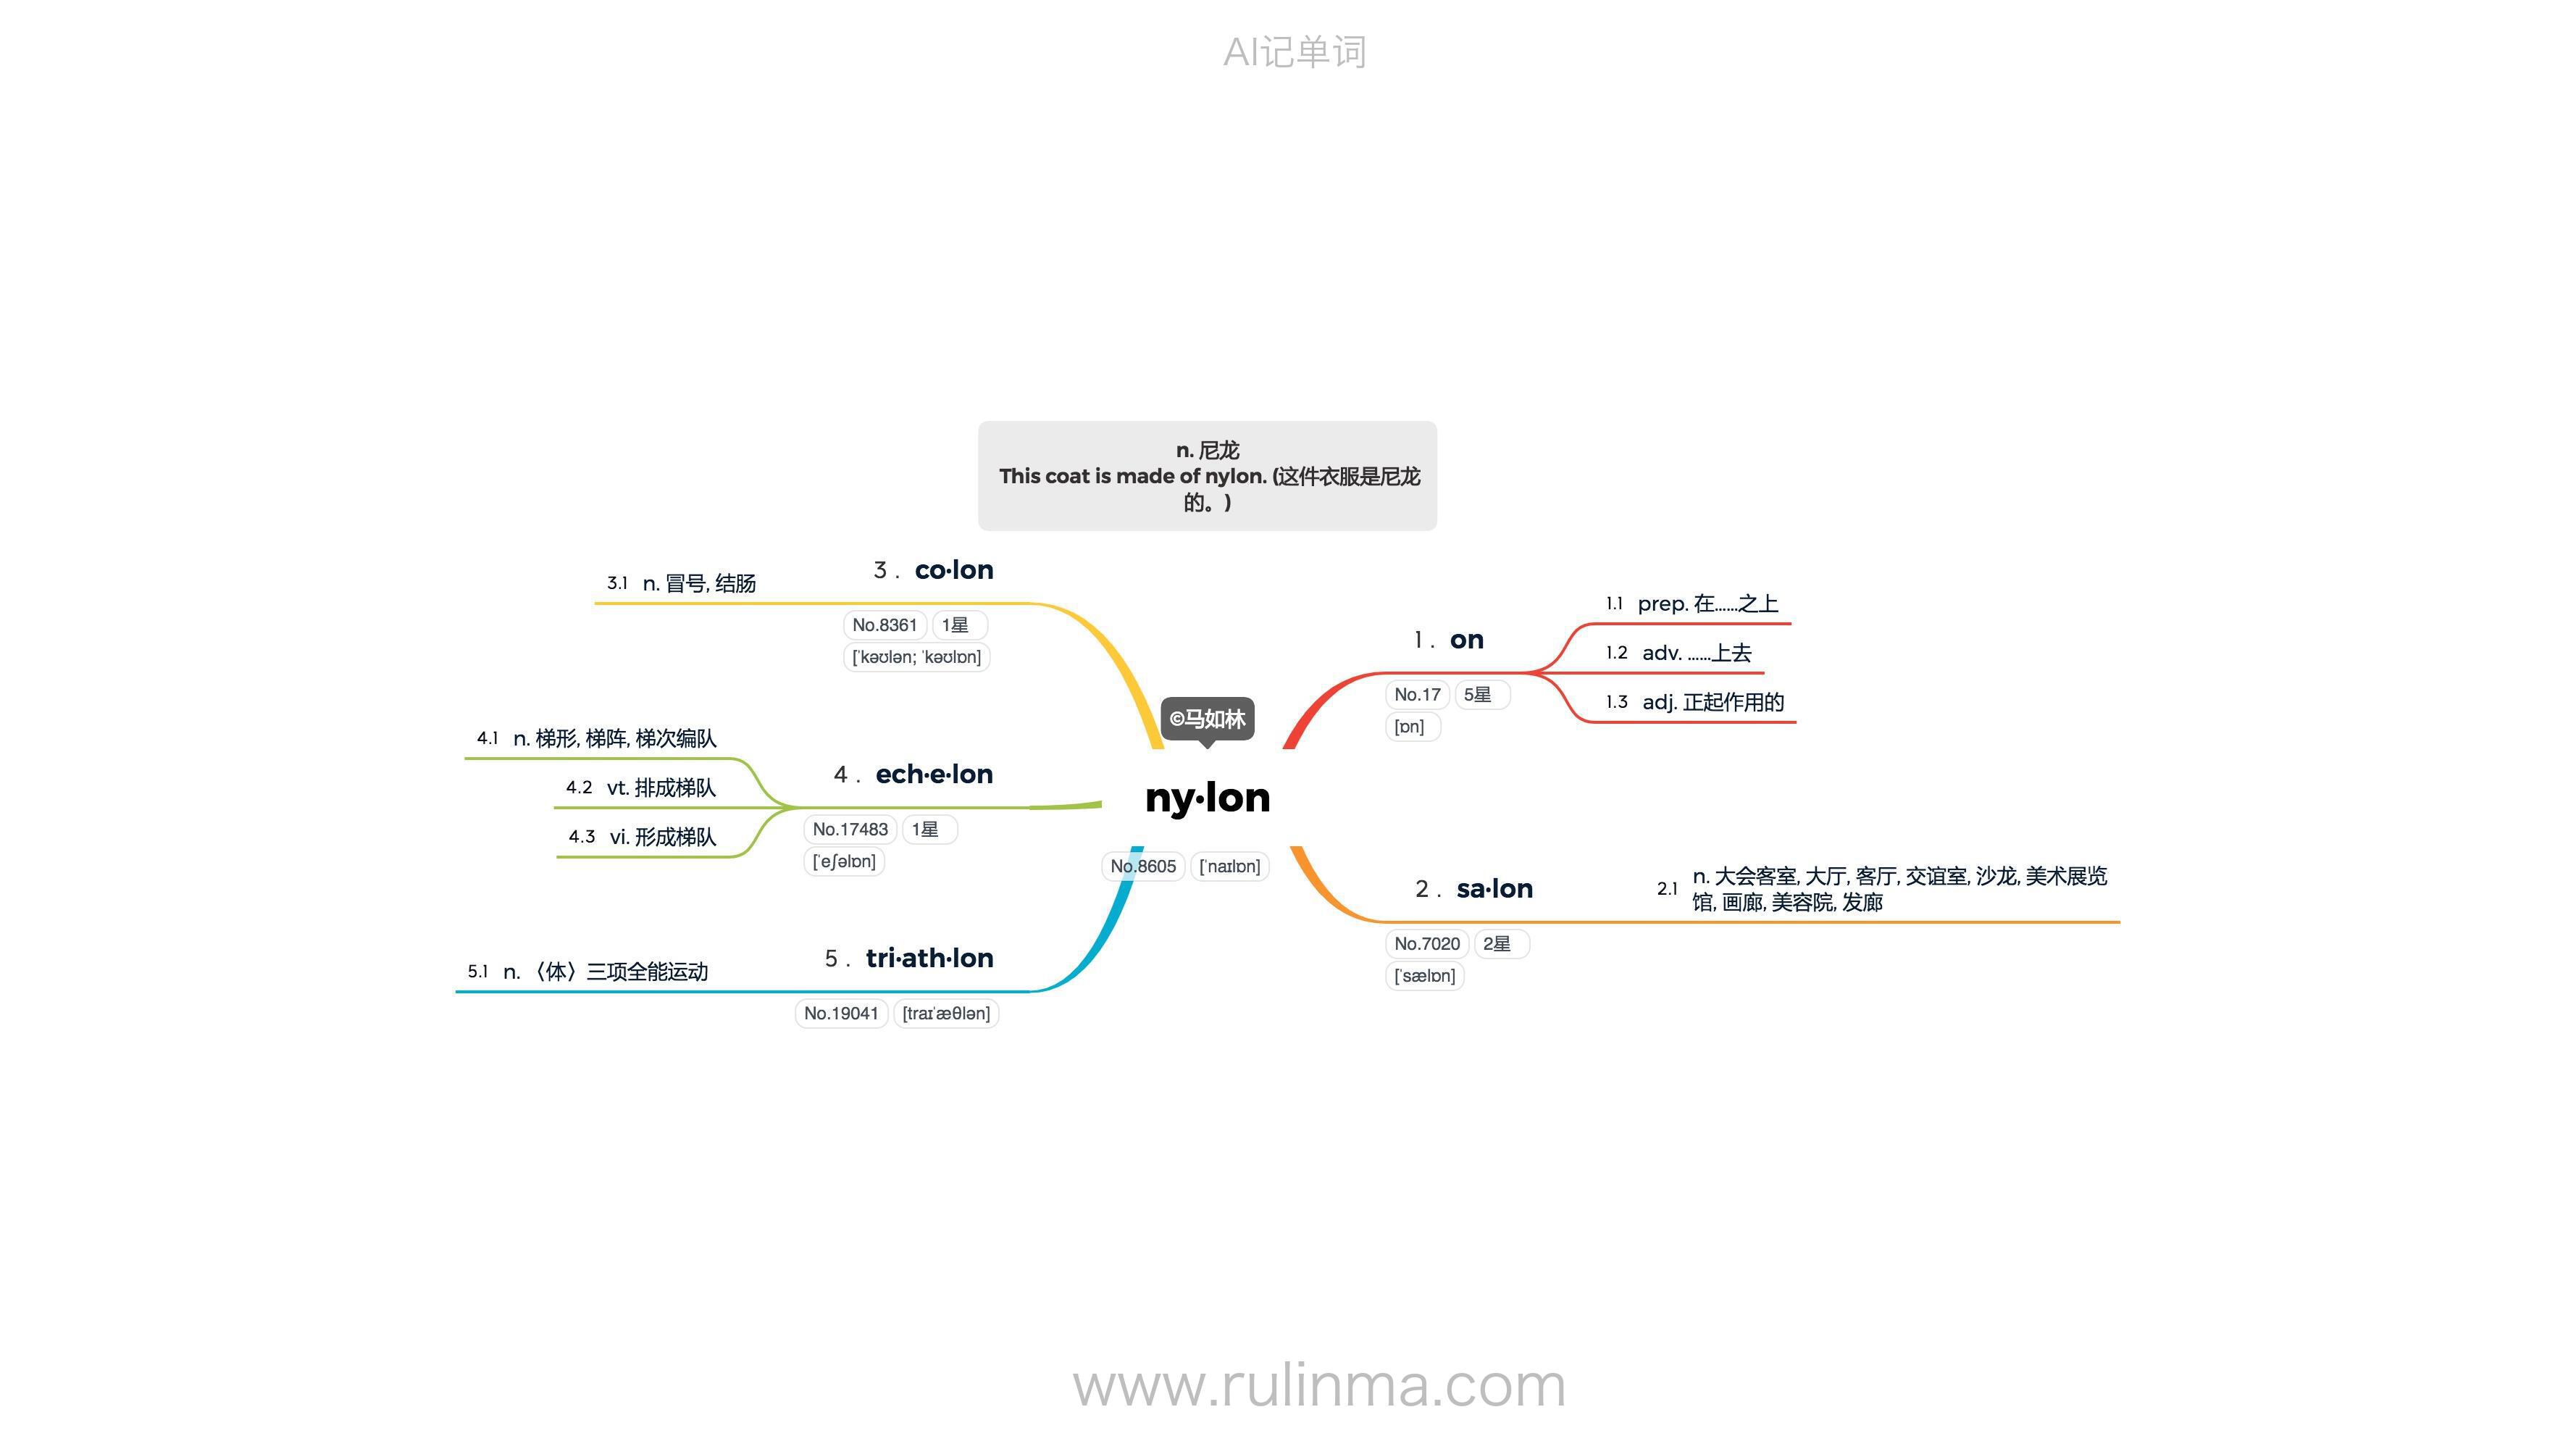 AI记单词
n. 尼龙
This coat is made of nylon. (这件衣服是尼龙
的。)
©马如林
ny·lon
No.8605 [ˈnaɪlɒn]
1. on
No.17 5星
[ɒn]
1.1 prep. 在……之上
1.2 adv. ……上去
1.3 adj. 正起作用的
2. sa·lon
No.7020 2星
[ˈsælɒn]
2.1 n. 大会客室, 大厅, 客厅, 交谊室, 沙龙, 美术展览
馆, 画廊, 美容院, 发廊
3. co·lon
No.8361 1星
[ˈkəʊlən; ˈkəʊlɒn]
3.1 n. 冒号, 结肠
4. ech·e·lon
No.17483 1星
[ˈeʃəlɒn]
4.1 n. 梯形, 梯阵, 梯次编队
4.2 vt. 排成梯队
4.3 vi. 形成梯队
5. tri·ath·lon
No.19041 [traɪˈæθlən]
5.1 n. 〈体〉三项全能运动
www.rulinma.com